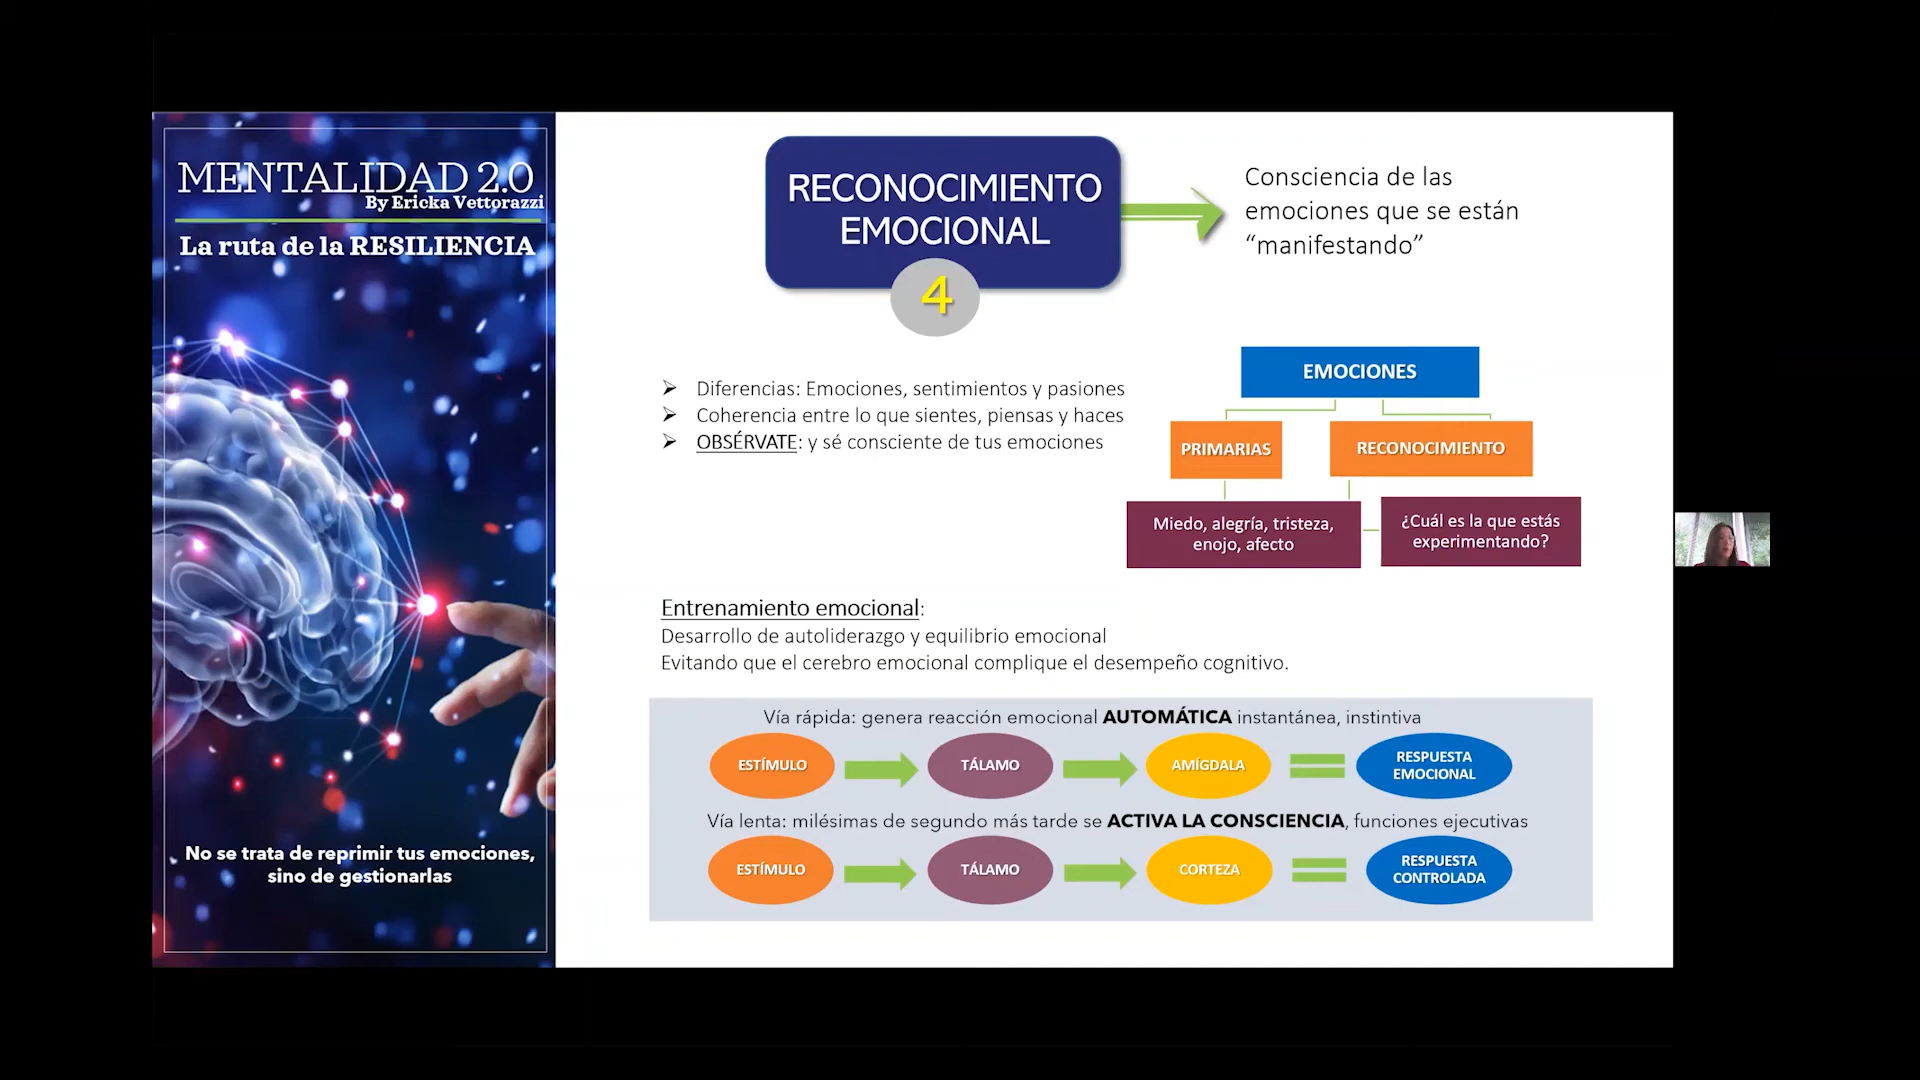 MENTALIDAD 2.0
By Ericka Vettorazzi
La ruta de la RESILIENCIA
No se trata de reprimir tus emociones,
sino de gestionarlas
RECONOCIMIENTO
EMOCIONAL
4
Consciencia de las
emociones que se están
“manifestando”
Diferencias: Emociones, sentimientos y pasiones
Coherencia entre lo que sientes, piensas y haces
OBSÉRVATE: y sé consciente de tus emociones
EMOCIONES
PRIMARIAS
RECONOCIMIENTO
Miedo, alegría, tristeza,
enojo, afecto
¿Cuál es la que estás
experimentando?
Entrenamiento emocional:
Desarrollo de autoliderazgo y equilibrio emocional
Evitando que el cerebro emocional complique el desempeño cognitivo.
Vía rápida: genera reacción emocional AUTOMÁTICA instantánea, instintiva
ESTÍMULO
TÁLAMO
AMÍGDALA
RESPUESTA
EMOCIONAL
Vía lenta: milésimas de segundo más tarde se ACTIVA LA CONSCIENCIA, funciones ejecutivas
ESTÍMULO
TÁLAMO
CORTEZA
RESPUESTA
CONTROLADA